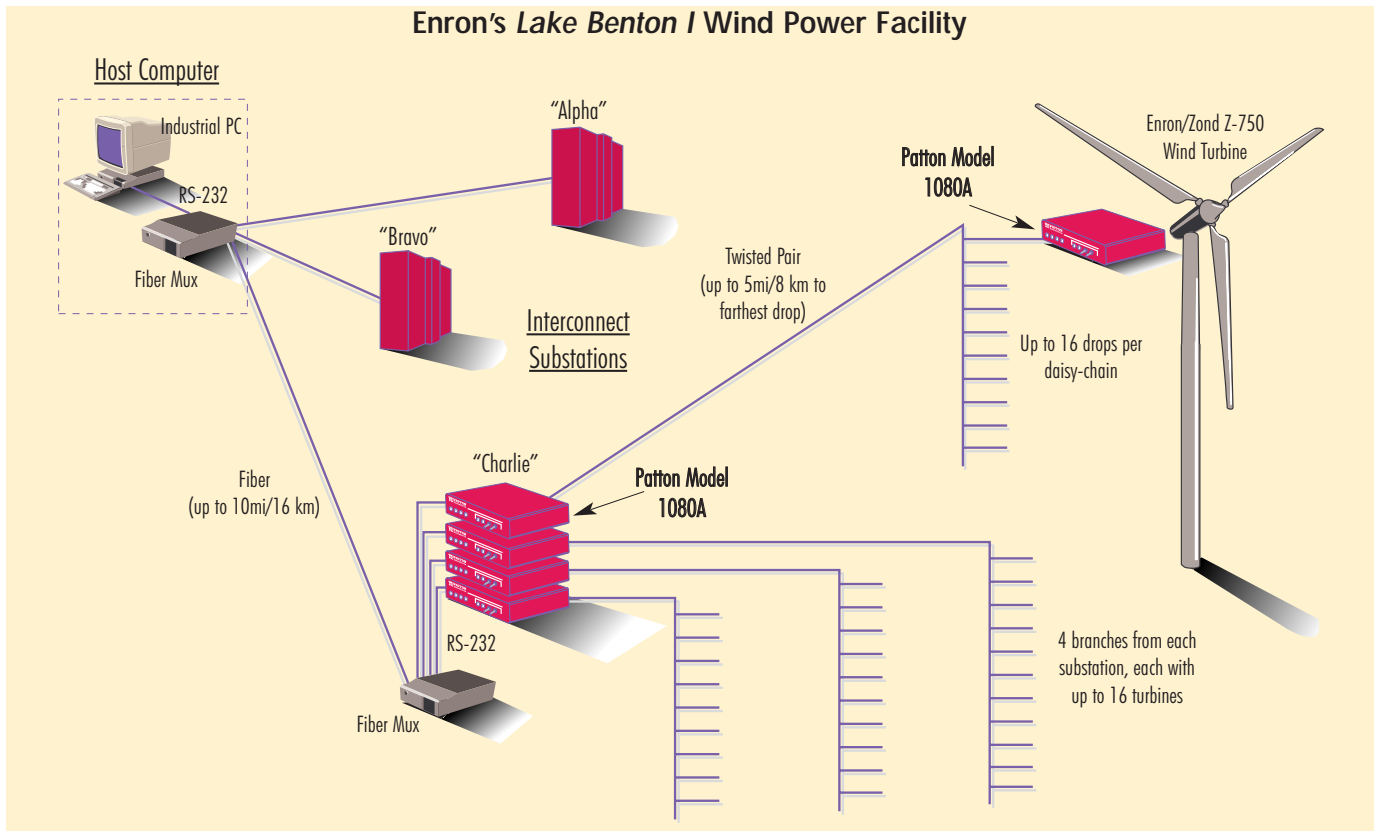 Enron's Lake Benton I Wind Power Facility
Host Computer
Industrial PC
RS-232
Fiber Mux
"Alpha"
"Bravo"
Interconnect
Substations
Patton Model
1080A
Enron/Zond Z-750
Wind Turbine
Twisted Pair
(up to 5mi/8 km to
farthest drop)
Up to 16 drops per
daisy-chain
Fiber
(up to 10mi/16 km)
"Charlie"
Patton Model
1080A
RS-232
Fiber Mux
4 branches from each
substation, each with
up to 16 turbines